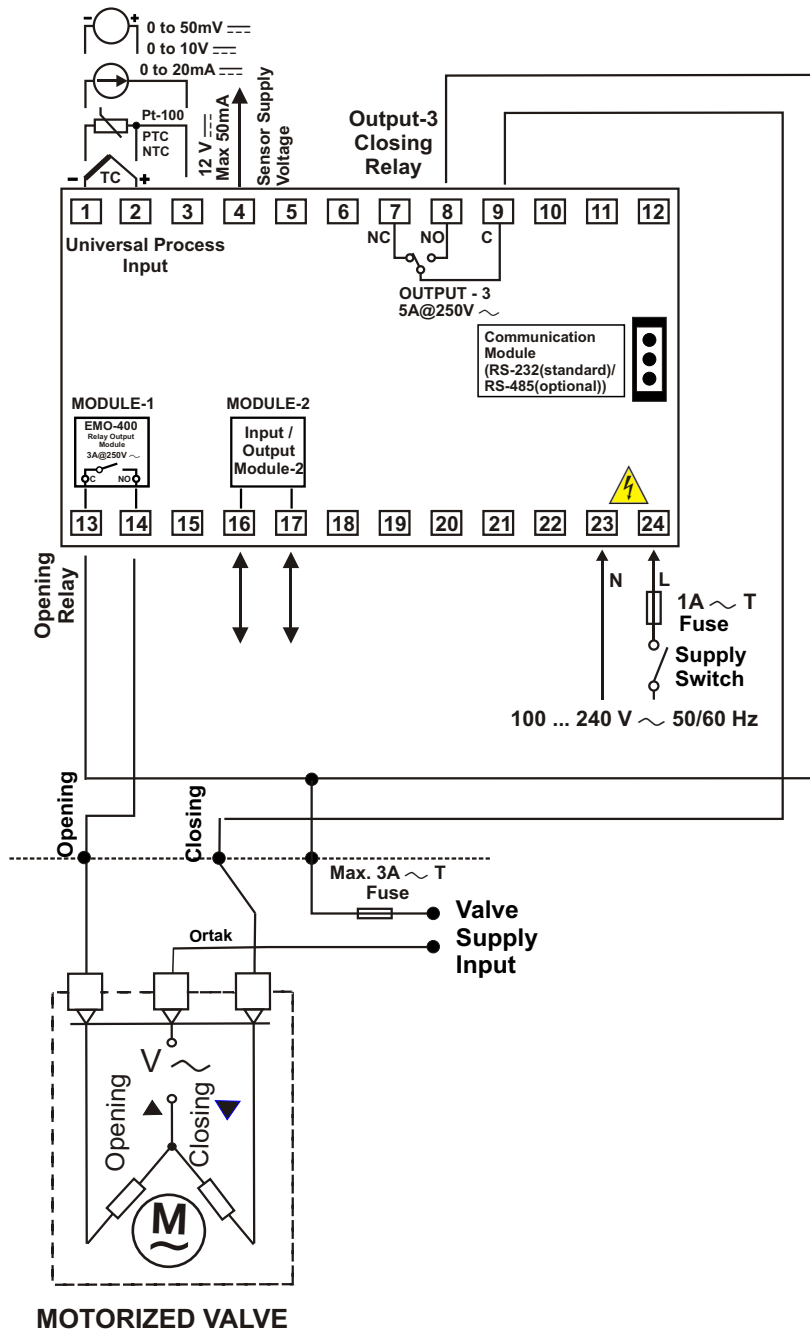 - +
0 to 50mV
0 to 10V
0 to 20mA
Pt-100
PTC
NTC
- TC +
12 V
Max 50mA
Sensor Supply
Voltage
Output-3
Closing
Relay
1 2 3 4 5 6 7 8 9 10 11 12
Universal Process
Input
NC NO C
OUTPUT - 3
5A@250V ~
Communication
Module
(RS-232(standard)/
RS-485(optional))
MODULE-1
EMO-400
Relay Output
Module
3A@250V ~
C NO
MODULE-2
Input /
Output
Module-2
13 14 15 16 17 18 19 20 21 22 23 24
Opening
Relay
N L
1A ~ T
Fuse
Supply
Switch
100 ... 240 V ~ 50/60 Hz
Opening
Closing
Max. 3A ~ T
Fuse
Valve
Supply
Input
Ortak
V ~
Opening
Closing
M
~
MOTORIZED VALVE